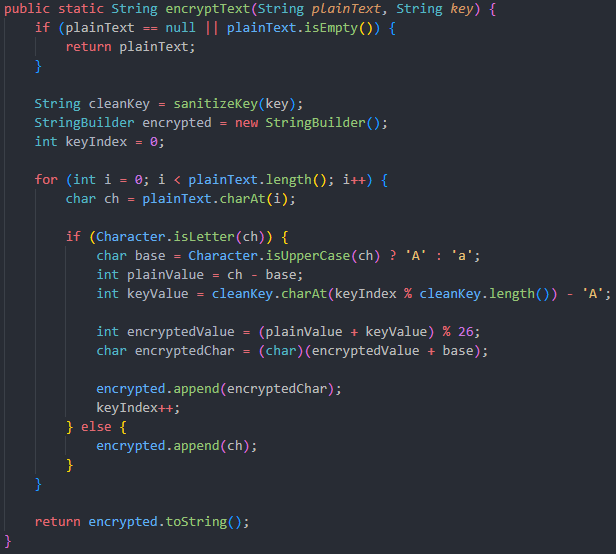 public static String encryptText(String plainText, String key) {
    if (plainText == null || plainText.isEmpty()) {
        return plainText;
    }

    String cleanKey = sanitizeKey(key);
    StringBuilder encrypted = new StringBuilder();
    int keyIndex = 0;

    for (int i = 0; i < plainText.length(); i++) {
        char ch = plainText.charAt(i);

        if (Character.isLetter(ch)) {
            char base = Character.isUpperCase(ch) ? 'A' : 'a';
            int plainValue = ch - base;
            int keyValue = cleanKey.charAt(keyIndex % cleanKey.length()) - 'A';

            int encryptedValue = (plainValue + keyValue) % 26;
            char encryptedChar = (char)(encryptedValue + base);

            encrypted.append(encryptedChar);
            keyIndex++;
        } else {
            encrypted.append(ch);
        }
    }

    return encrypted.toString();
}